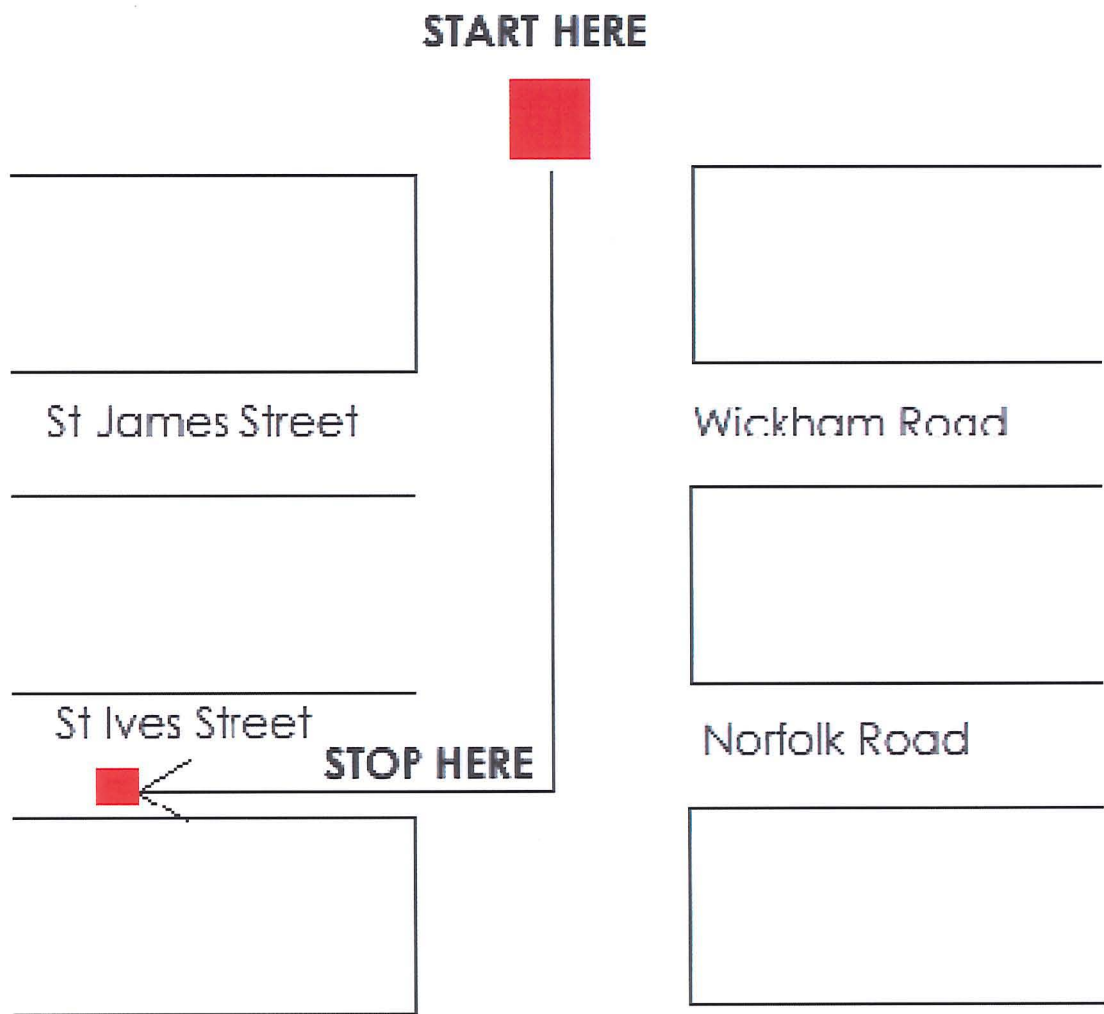 START HERE
St James Street
Wickham Road
St Ives Street
Norfolk Road
STOP HERE